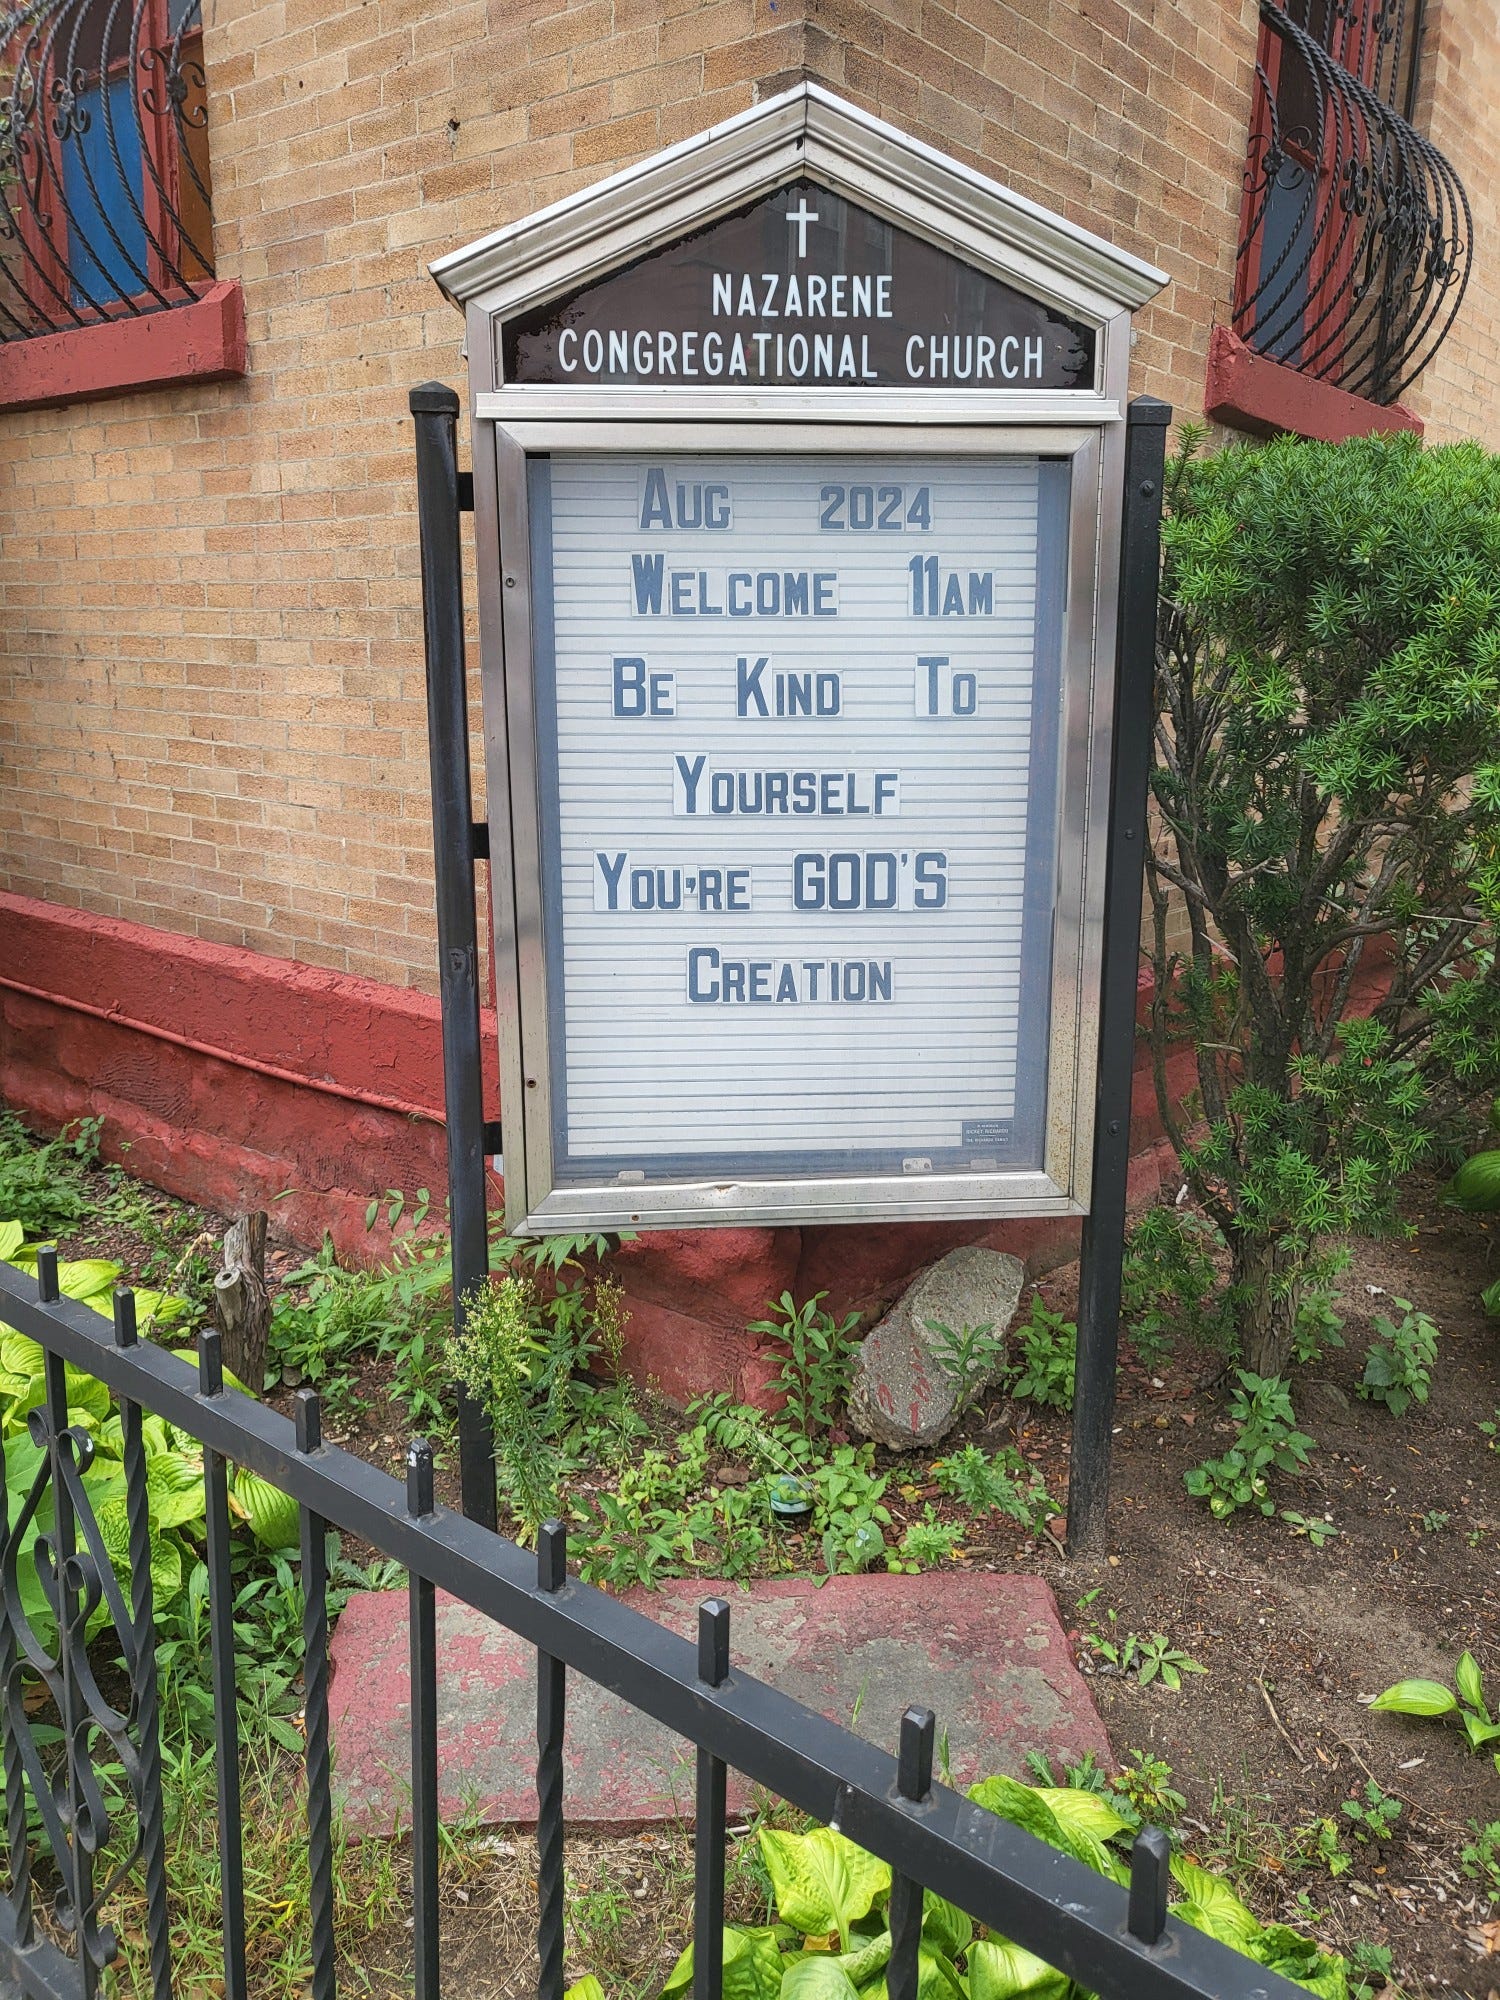 NAZARENE
CONGREGATIONAL CHURCH
AUG 2024
WELCOME 11AM
BE KIND TO
YOURSELF
YOU'RE GOD'S
CREATION